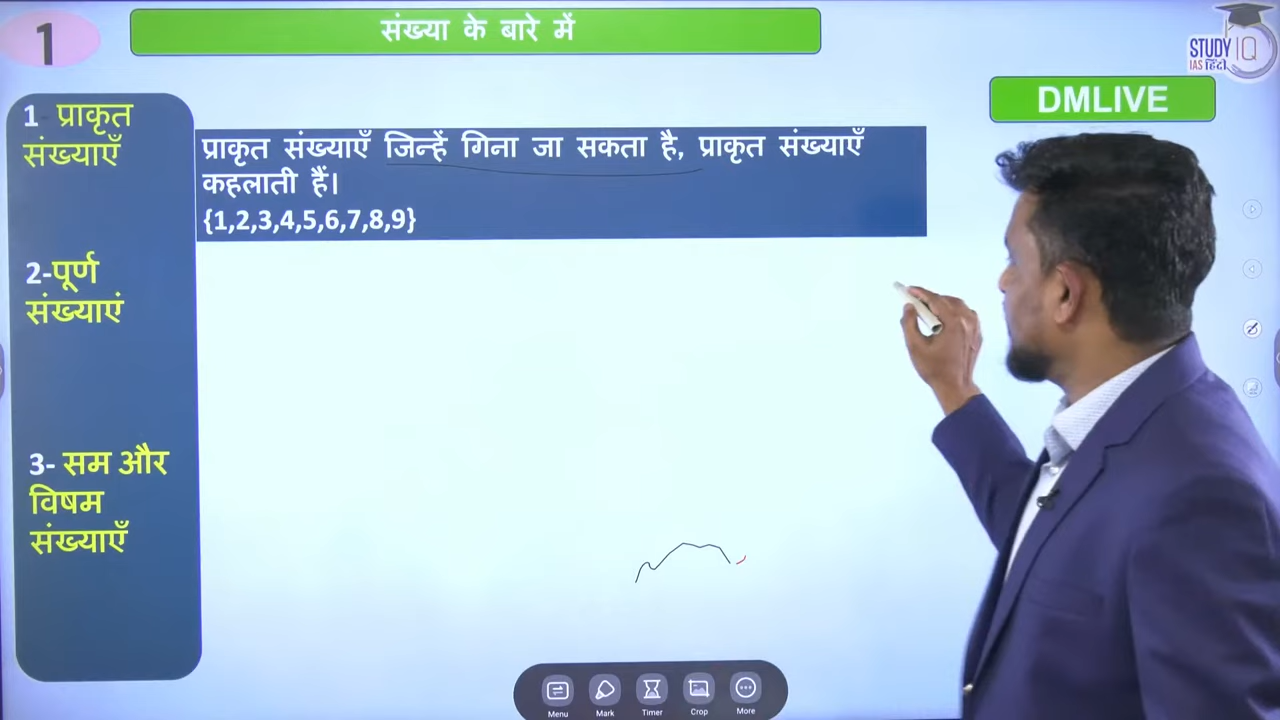 1
संख्या के बारे में
STUDY IQ
IAS हिंदी
DMLIVE
1 प्राकृत
संख्याएँ
प्राकृत संख्याएँ जिन्हें गिना जा सकता है, प्राकृत संख्याएँ
कहलाती हैं।
{1,2,3,4,5,6,7,8,9}
2-पूर्ण
संख्याएं
3- सम और
विषम
संख्याएँ
Menu
Mark
Timer
Crop
More